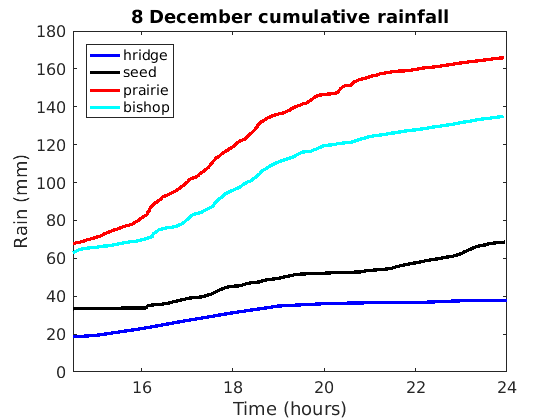 8 December cumulative rainfall
180
160
140
120
100
80
60
40
20
0
Rain (mm)
hridge
seed
prairie
bishop
16
18
20
22
24
Time (hours)